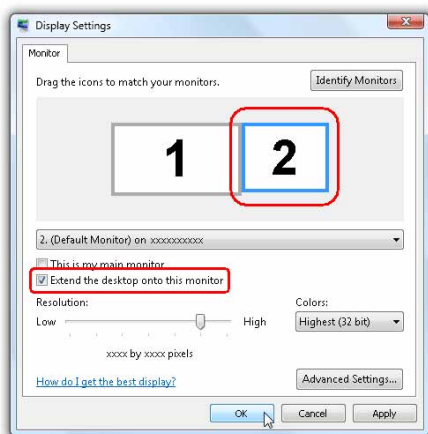 Display Settings
Monitor
Drag the icons to match your monitors.
Identify Monitors
1
2
2. (Default Monitor) on xxxxxxxxxx
This is my main monitor
Extend the desktop onto this monitor
Resolution:
Colors:
Low
High
Highest (32 bit)
xxxx by xxxx pixels
How do I get the best display?
Advanced Settings...
OK
Cancel
Apply